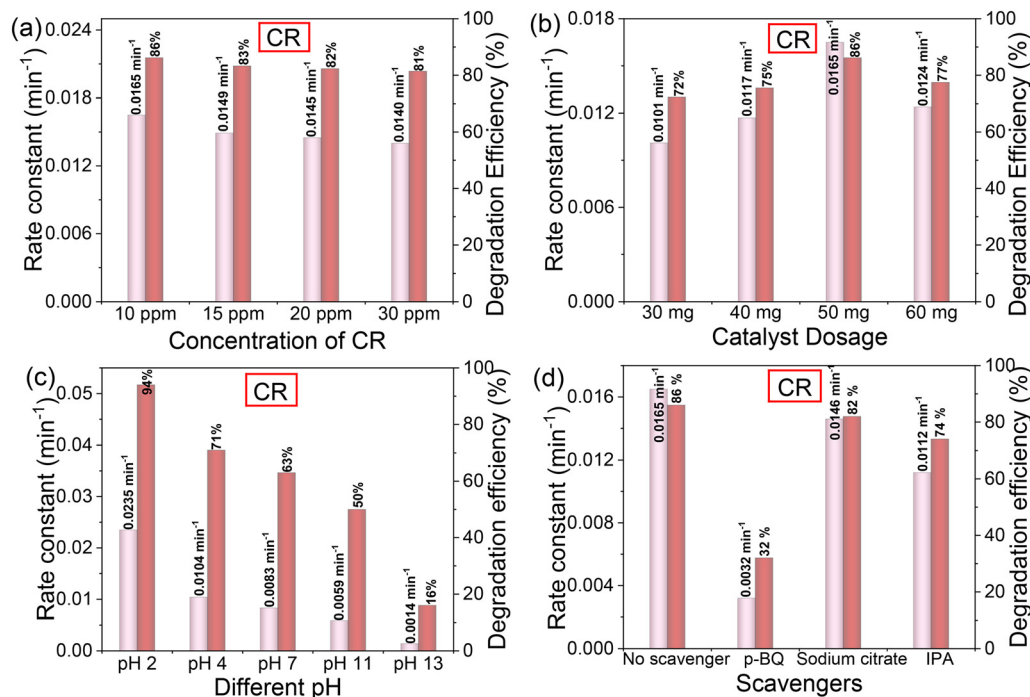 (a)
CR
Rate constant (min⁻¹)
0.024
0.018
0.012
0.006
0.000
0.0165 min⁻¹
86%
0.0149 min⁻¹
83%
0.0145 min⁻¹
82%
0.0140 min⁻¹
81%
100
80
60
40
20
0
Degradation Efficiency (%)
10 ppm 15 ppm 20 ppm 30 ppm
Concentration of CR
(b)
CR
Rate constant (min⁻¹)
0.018
0.012
0.006
0.000
0.0101 min⁻¹
72%
0.0117 min⁻¹
75%
0.0165 min⁻¹
86%
0.0124 min⁻¹
77%
100
80
60
40
20
0
Degradation Efficiency (%)
30 mg 40 mg 50 mg 60 mg
Catalyst Dosage
(c)
CR
Rate constant (min⁻¹)
0.05
0.04
0.03
0.02
0.01
0.00
0.0235 min⁻¹
94%
0.0104 min⁻¹
71%
0.0083 min⁻¹
63%
0.0059 min⁻¹
50%
0.0014 min⁻¹
16%
100
80
60
40
20
0
Degradation efficiency (%)
pH 2 pH 4 pH 7 pH 11 pH 13
Different pH
(d)
CR
Rate constant (min⁻¹)
0.016
0.012
0.008
0.004
0.000
0.0165 min⁻¹
86 %
0.0032 min⁻¹
32 %
0.0146 min⁻¹
82 %
0.0112 min⁻¹
74 %
100
80
60
40
20
0
Degradation efficiency (%)
No scavenger p-BQ Sodium citrate IPA
Scavengers